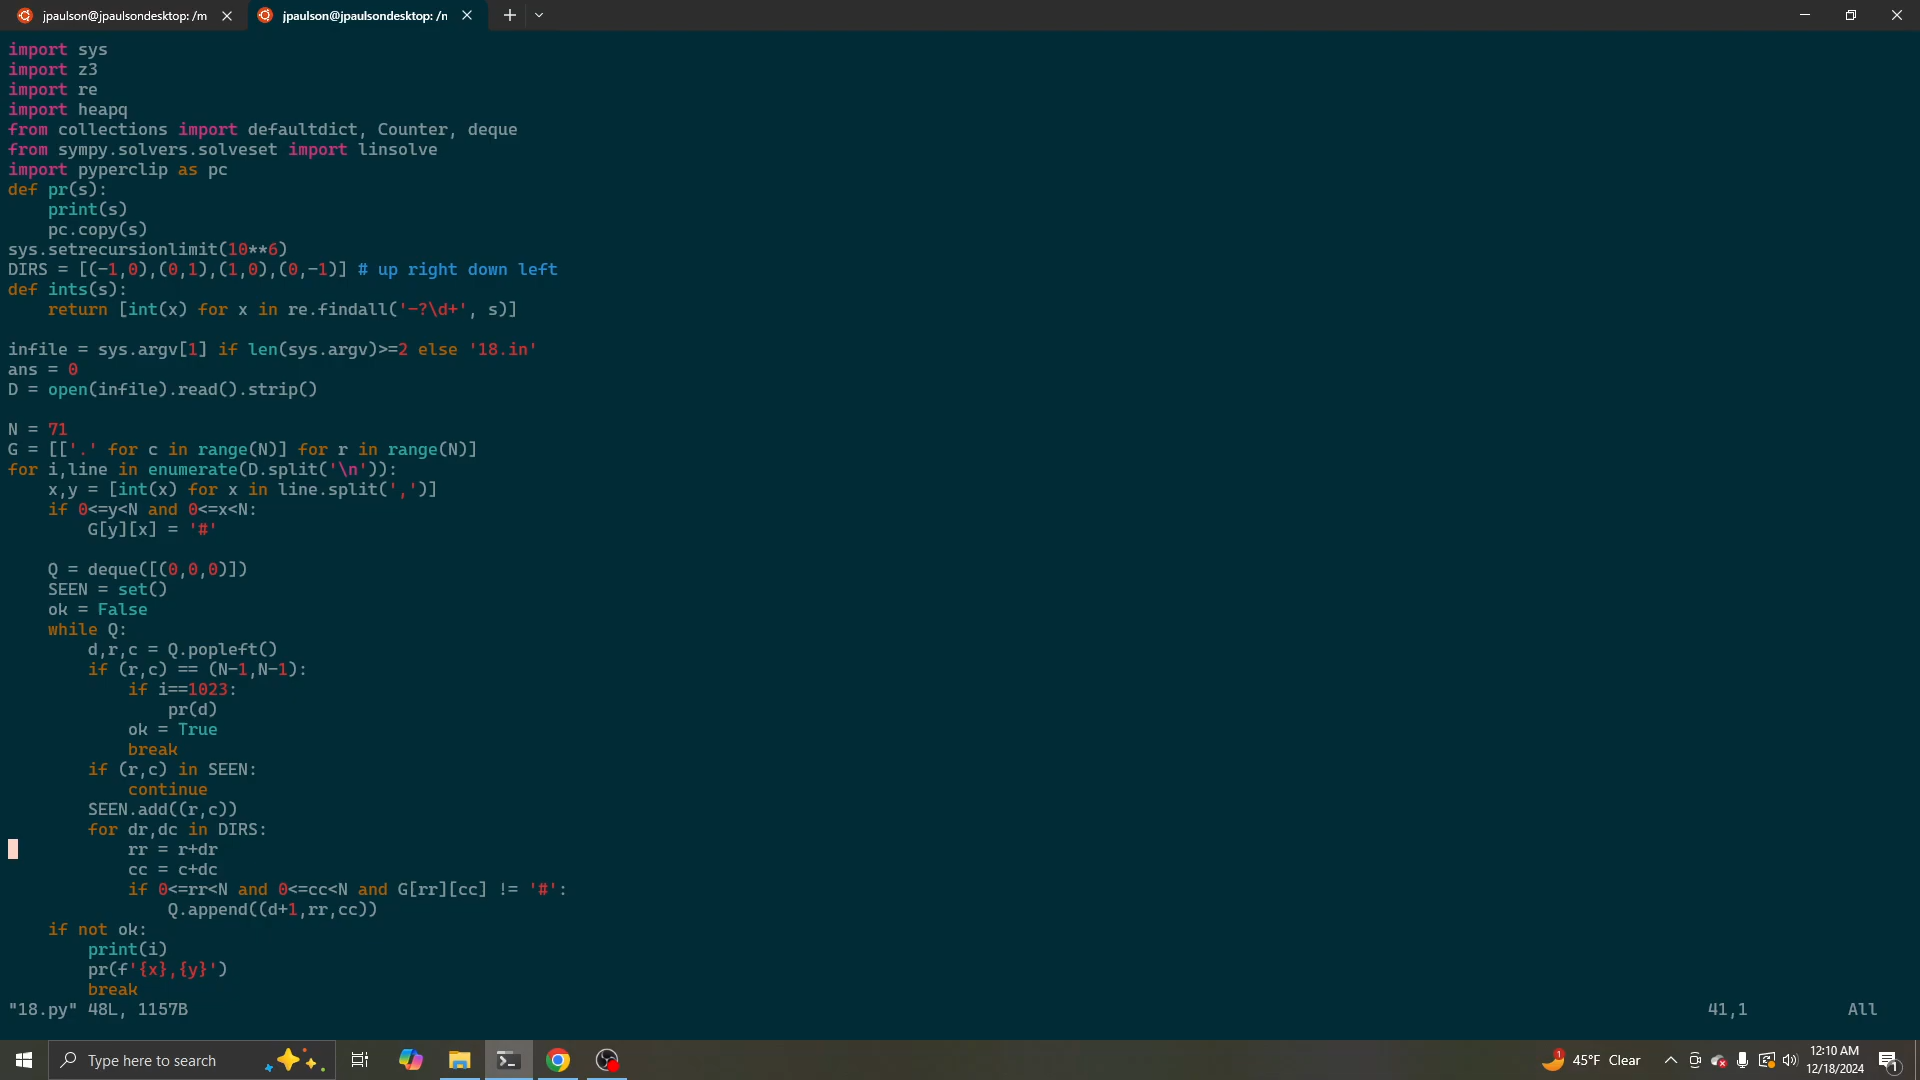 jpaulson@jpaulsondesktop: /m
jpaulson@jpaulsondesktop: /n
import sys
import z3
import re
import heapq
from collections import defaultdict, Counter, deque
from sympy.solvers.solveset import linsolve
import pyperclip as pc
def pr(s):
    print(s)
    pc.copy(s)
sys.setrecursionlimit(10**6)
DIRS = [(-1,0),(0,1),(1,0),(0,-1)] # up right down left
def ints(s):
    return [int(x) for x in re.findall('-?\d+', s)]

infile = sys.argv[1] if len(sys.argv)>=2 else '18.in'
ans = 0
D = open(infile).read().strip()

N = 71
G = [['.' for c in range(N)] for r in range(N)]
for i,line in enumerate(D.split('\n')):
    x,y = [int(x) for x in line.split(',')]
    if 0<=y<N and 0<=x<N:
        G[y][x] = '#'

    Q = deque([(0,0,0)])
    SEEN = set()
    ok = False
    while Q:
        d,r,c = Q.popleft()
        if (r,c) == (N-1,N-1):
            if i==1023:
                pr(d)
            ok = True
            break
        if (r,c) in SEEN:
            continue
        SEEN.add((r,c))
        for dr,dc in DIRS:
            rr = r+dr
            cc = c+dc
            if 0<=rr<N and 0<=cc<N and G[rr][cc] != '#':
                Q.append((d+1,rr,cc))
    if not ok:
        print(i)
        pr(f'{x},{y}')
        break
"18.py" 48L, 1157B 41,1 All
Type here to search
1
45°F Clear
12:10 AM
12/18/2024
1